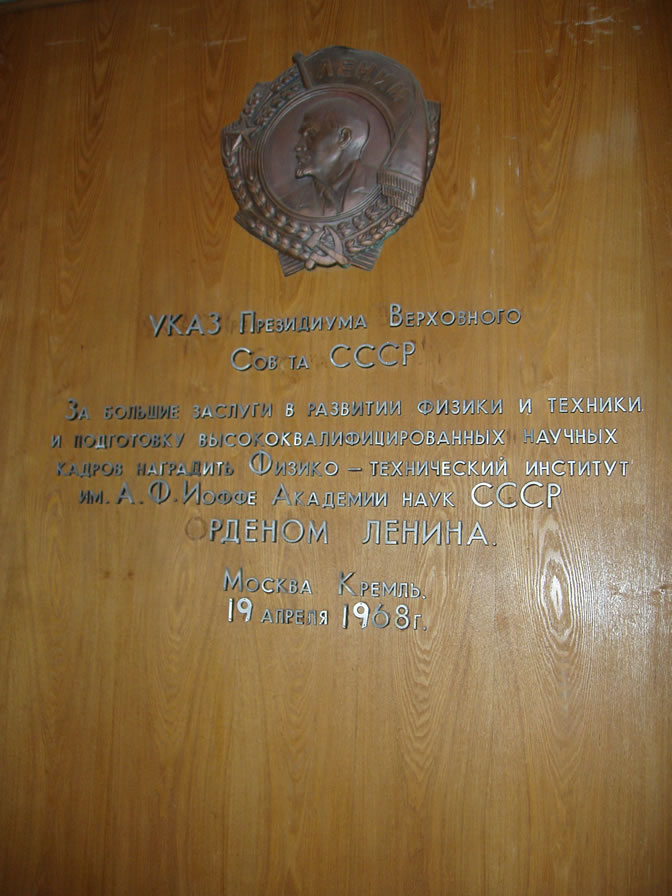 ЛЕНИН
УКАЗ Президиума Верховного
Сов та СССР
За большие заслуги в развитии физики и техники
и подготовку высококвалифицированных научных
кадров наградить Физико – технический институт
им. А.Ф.Иоффе Академии наук СССР
ОРДЕНОМ ЛЕНИНА.
Москва Кремль.
19 апреля 1968г.